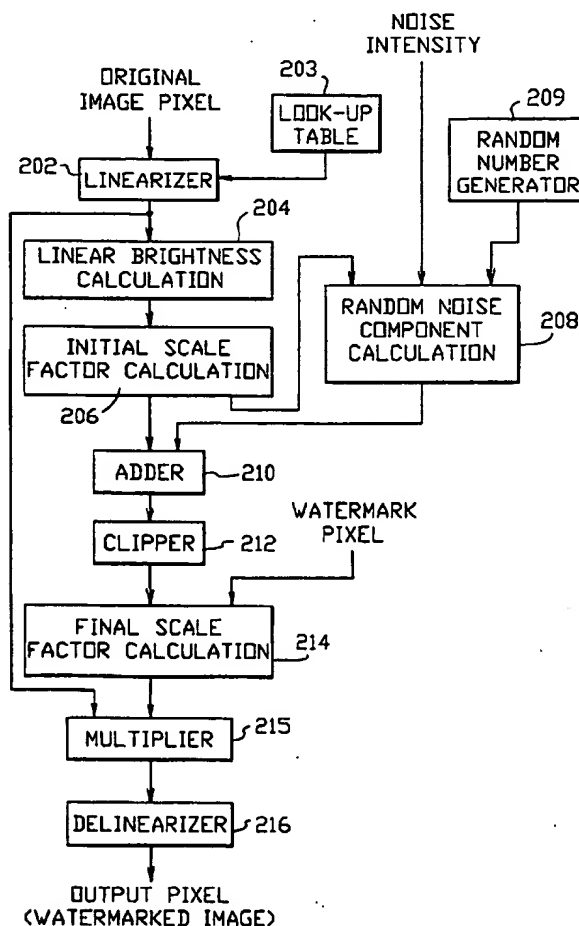 NOISE
INTENSITY
ORIGINAL
IMAGE PIXEL
203
LOOK-UP
TABLE
209
RANDOM
NUMBER
GENERATOR
202
LINEARIZER
204
LINEAR BRIGHTNESS
CALCULATION
RANDOM NOISE
COMPONENT
CALCULATION
208
INITIAL SCALE
FACTOR CALCULATION
206
ADDER
210
WATERMARK
PIXEL
CLIPPER
212
FINAL SCALE
FACTOR CALCULATION
214
MULTIPLIER
215
DELINEARIZER
216
OUTPUT PIXEL
(WATERMARKED IMAGE)